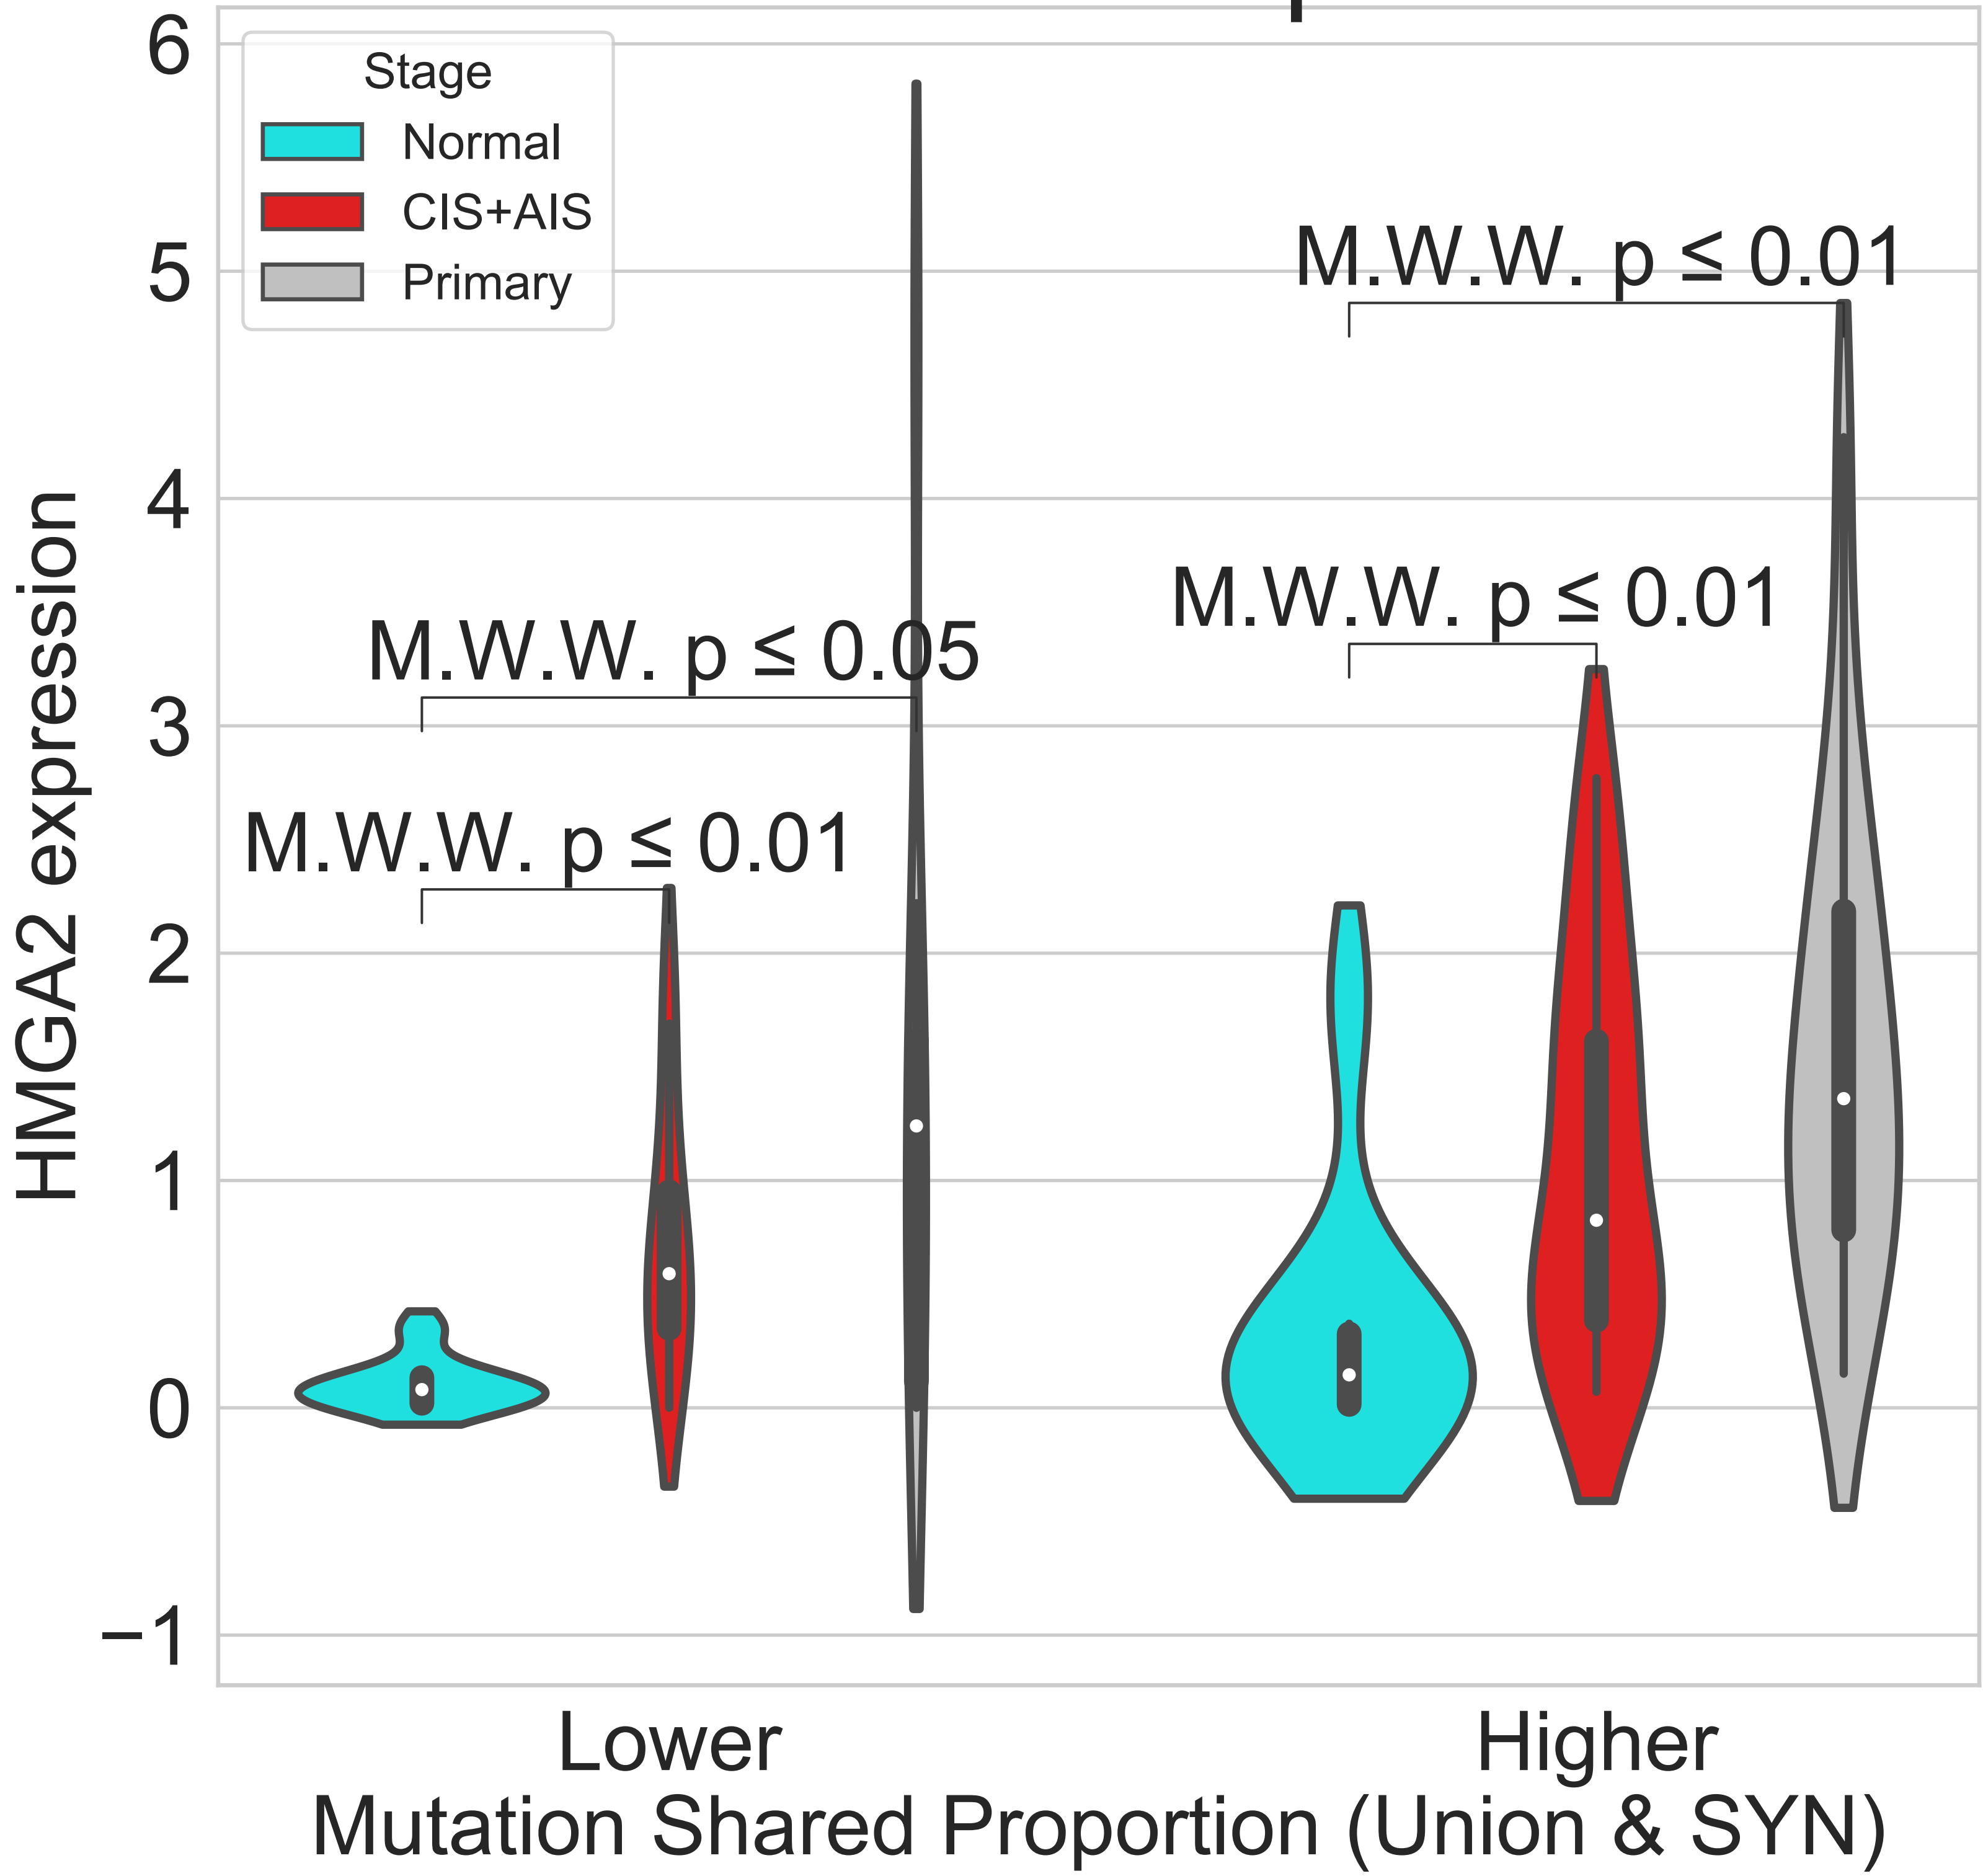 6
5
4
3
2
1
0
−1
HMGA2 expression
Stage
Normal
CIS+AIS
Primary
M.W.W. p ≤ 0.01
M.W.W. p ≤ 0.01
M.W.W. p ≤ 0.05
M.W.W. p ≤ 0.01
Lower
Higher
Mutation Shared Proportion (Union & SYN)